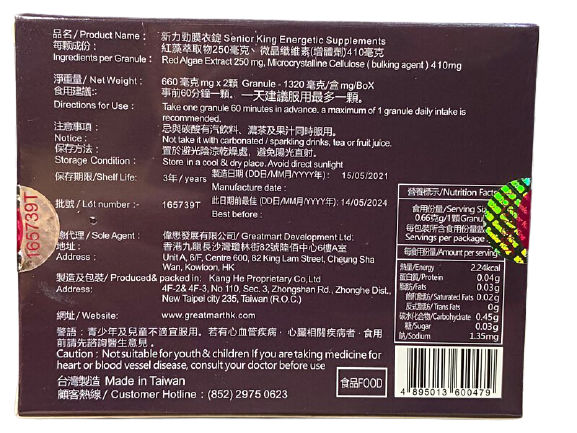 品名/ Product Name : 新力勁膜衣錠 Senior King Energetic Supplements
每顆成份 : 紅藻萃取物250毫克、微晶纖維素(增體劑)410毫克
Ingredients per Granule : Red Algae Extract 250 mg, Microcrystalline Cellulose ( bulking agent ) 410mg
淨重量/ Net Weight : 660 毫克 mg x 2顆 Granule - 1320 毫克/盒 mg/BoX
食用建議: 事前60分鐘一顆。一天建議服用最多一顆。
Directions for Use : Take one granule 60 minutes in advance. a maximum of 1 granule daily intake is recommended.
注意事項 : 忌與碳酸有汽飲料、濃茶及果汁同時服用。
Notice : Not take it with carbonated / sparkling drinks, tea or fruit juice.
保存方法 : 置於避光陰涼乾燥處，避免陽光直射。
Storage Condition : Store in a cool & dry place. Avoid direct sunlight
保存期限/Shelf Life: 3年/ years 製造日期 (DDE/MM月/YYYY年) : 15/05/2021
Manufacture date :
批號 / Lot number :- 165739T 此日期前最佳 (DDE/MM月/YYYY年): 14/05/2024
Best before :
165739T
創代理 / Sole Agent : 偉思發展有限公司/ Greatmart Development Ltd:
地址 : 香港九龍長沙灣瓊林街82號陸佰中心6樓A室
Address : Unit A, 6/F, Centre 600, 82 King Lam Street, Cheung Sha Wan, Kowloon, HK
製造及包裝/ Produced& packed in: Kang He Proprietary Co,Ltd
Address: 4F-2& 4F-3, No 110, Sec. 3, Zhongshan Rd., Zhonghe Dist., New Taipei city 235, Taiwan (R.O.C.)
網址/ Website: www.greatmarthk.com
警語 : 青少年及兒童不適宜服用。若有心血管疾病、心臟相關疾病者，食用
前請先諮詢醫生意見。
Caution : Not suitable for youth & children If you are taking medicine for
heart or blood vessel disease, consult your doctor before use
台灣製造 Made in Taiwan
顧客熱線 / Customer Hotline : (852) 2975 0623
食品FOOD
營養標示/Nutrition Facts
食用份量/Serving Size
0.66克g/1顆 Granule
每包裝所含食用份量數
Servings per package
每食用份量/Amount per serving
熱量/Energy 2.24kcal
蛋白質/Protein 0.04g
脂肪/Fats 0.03g
飽和脂肪/Saturated Fats 0.02g
反式脂肪/Trans Fats 0g
碳水化合物/Carbohydrate 0.45g
糖/Sugar 0.03g
鈉/Sodium 1.35mg
4 895013 600479